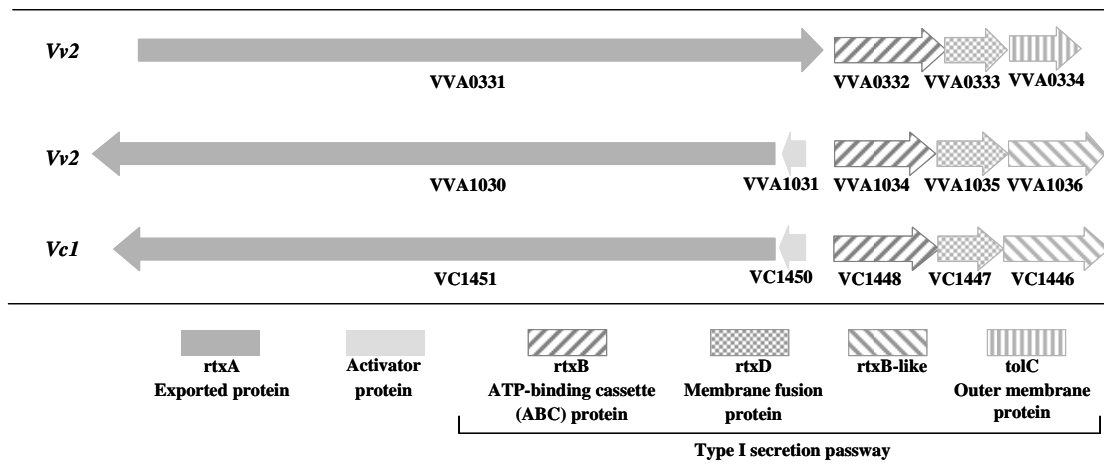 Vv2
VVA0331 VVA0332 VVA0333 VVA0334
Vv2
VVA1030 VVA1031 VVA1034 VVA1035 VVA1036
Vc1
VC1451 VC1450 VC1448 VC1447 VC1446
rtxA
Exported protein
Activator
protein
rtxB
ATP-binding cassette
(ABC) protein
rtxD
Membrane fusion
protein
rtxB-like
tolC
Outer membrane
protein
Type I secretion passway